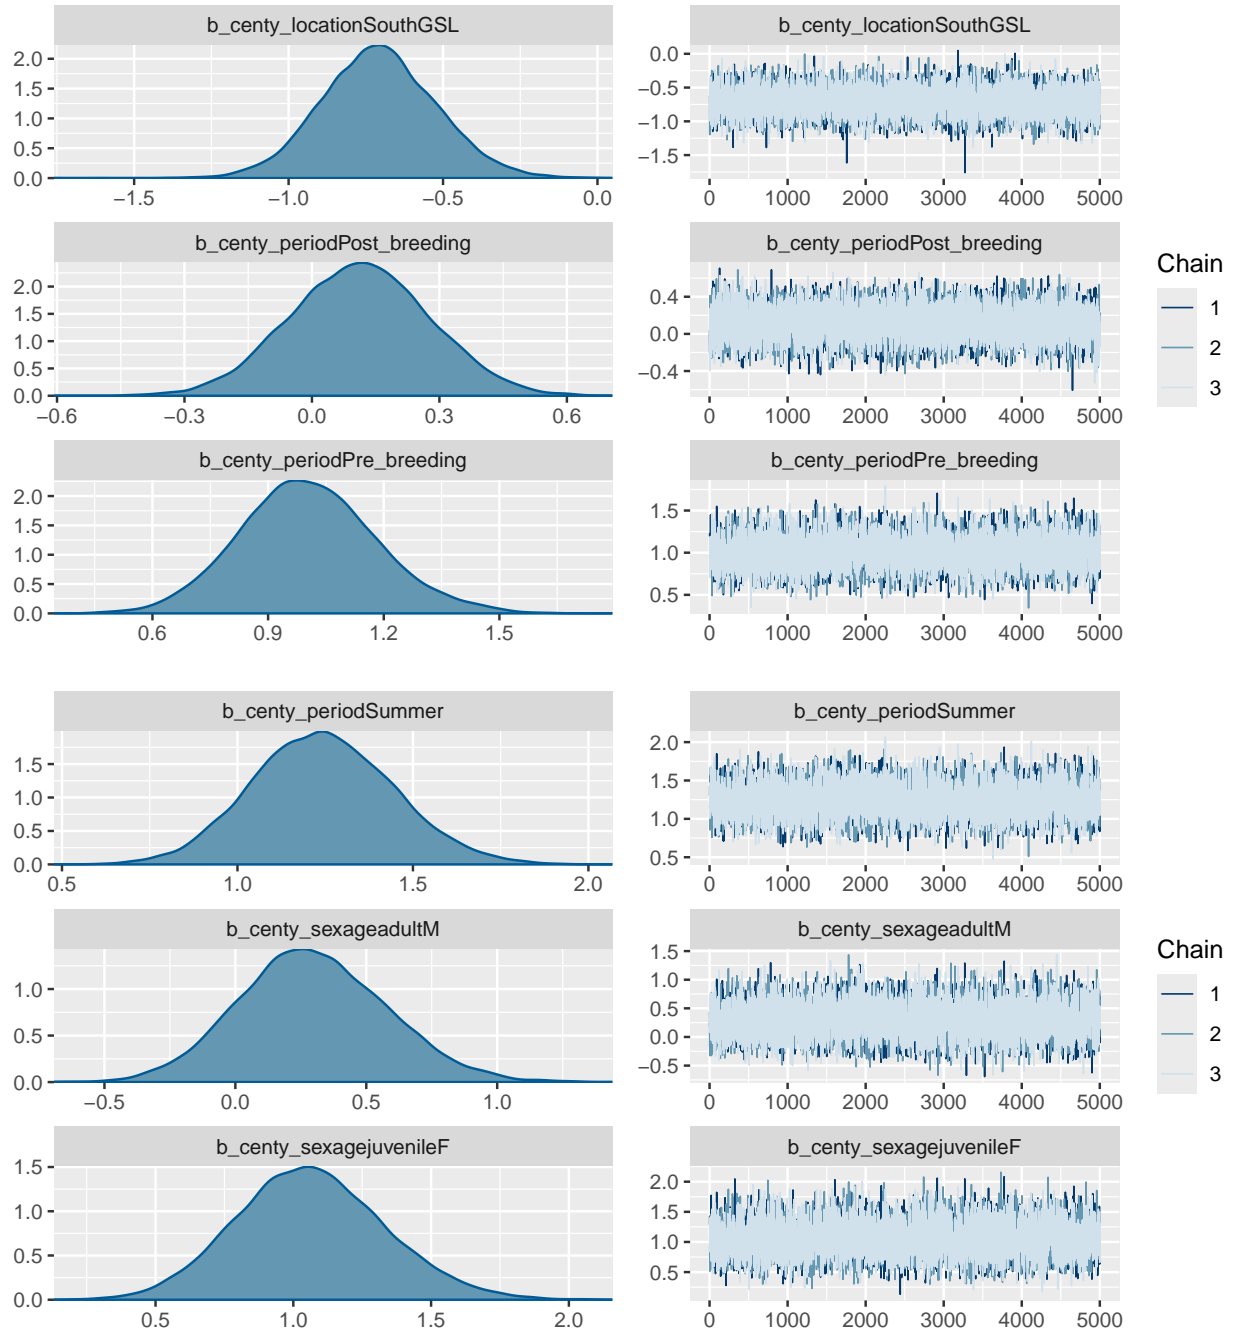 b_centy_locationSouthGSL
2.0
1.5
1.0
0.5
0.0
−1.5 −1.0 −0.5 0.0
b_centy_locationSouthGSL
0.0
−0.5
−1.0
−1.5
0 1000 2000 3000 4000 5000
b_centy_periodPost_breeding
2.0
1.5
1.0
0.5
0.0
−0.6 −0.3 0.0 0.3 0.6
b_centy_periodPost_breeding
0.4
0.0
−0.4
0 1000 2000 3000 4000 5000
b_centy_periodPre_breeding
2.0
1.5
1.0
0.5
0.0
0.6 0.9 1.2 1.5
b_centy_periodPre_breeding
1.5
1.0
0.5
0 1000 2000 3000 4000 5000
Chain
1
2
3
b_centy_periodSummer
1.5
1.0
0.5
0.0
0.5 1.0 1.5 2.0
b_centy_periodSummer
2.0
1.5
1.0
0.5
0 1000 2000 3000 4000 5000
b_centy_sexageadultM
1.0
0.5
0.0
−0.5 0.0 0.5 1.0
b_centy_sexageadultM
1.5
1.0
0.5
0.0
−0.5
0 1000 2000 3000 4000 5000
b_centy_sexagejuvenileF
1.5
1.0
0.5
0.0
0.5 1.0 1.5 2.0
b_centy_sexagejuvenileF
2.0
1.5
1.0
0.5
0 1000 2000 3000 4000 5000
Chain
1
2
3